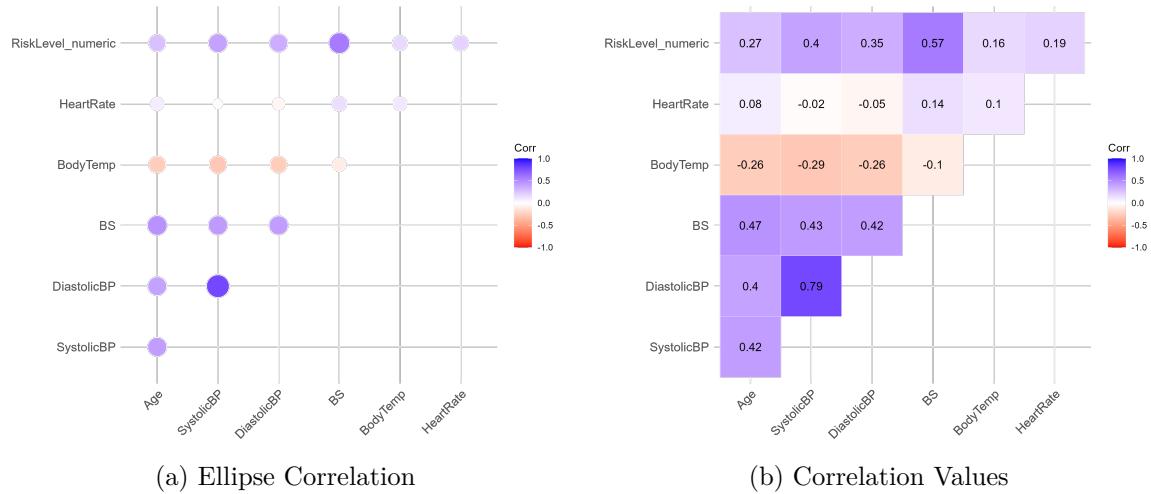 RiskLevel_numeric
HeartRate
BodyTemp
BS
DiastolicBP
SystolicBP
Age
SystolicBP
DiastolicBP
BS
BodyTemp
HeartRate
Corr
1.0
0.5
0.0
-0.5
-1.0
(a) Ellipse Correlation
RiskLevel_numeric 0.27 0.4 0.35 0.57 0.16 0.19
HeartRate 0.08 -0.02 -0.05 0.14 0.1
BodyTemp -0.26 -0.29 -0.26 -0.1
BS 0.47 0.43 0.42
DiastolicBP 0.4 0.79
SystolicBP 0.42
Age
SystolicBP
DiastolicBP
BS
BodyTemp
HeartRate
Corr
1.0
0.5
0.0
-0.5
-1.0
(b) Correlation Values